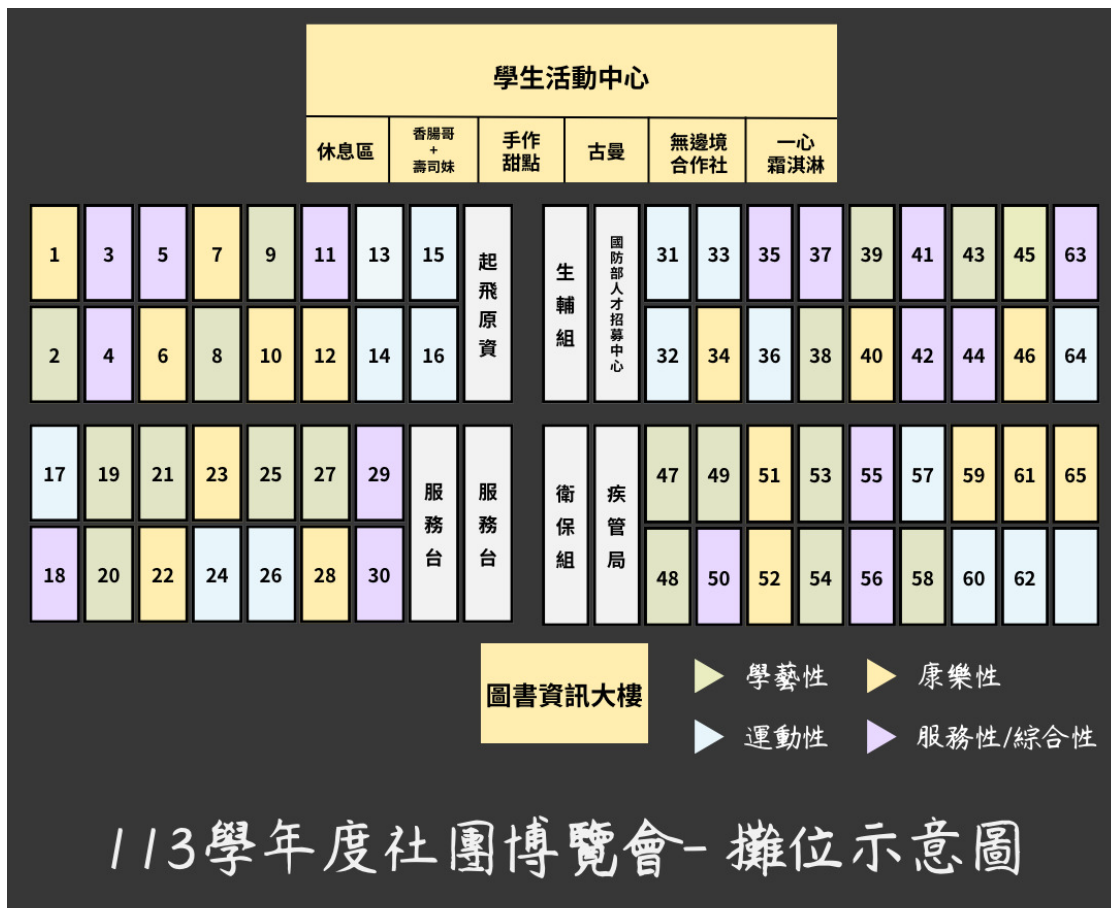 學生活動中心
休息區 香腸哥+壽司妹 手作甜點 古曼 無邊境合作社 一心霜淇淋
1 3 5 7 9 11 13 15 起飛原資 生輔組 國防部人才招募中心 31 33 35 37 39 41 43 45 63
2 4 6 8 10 12 14 16 32 34 36 38 40 42 44 46 64
17 19 21 23 25 27 29 服務台 服務台 衛保組 疾管局 47 49 51 53 55 57 59 61 65
18 20 22 24 26 28 30 48 50 52 54 56 58 60 62
圖書資訊大樓
學藝性 康樂性
運動性 服務性/綜合性
113學年度社團博覽會-攤位示意圖